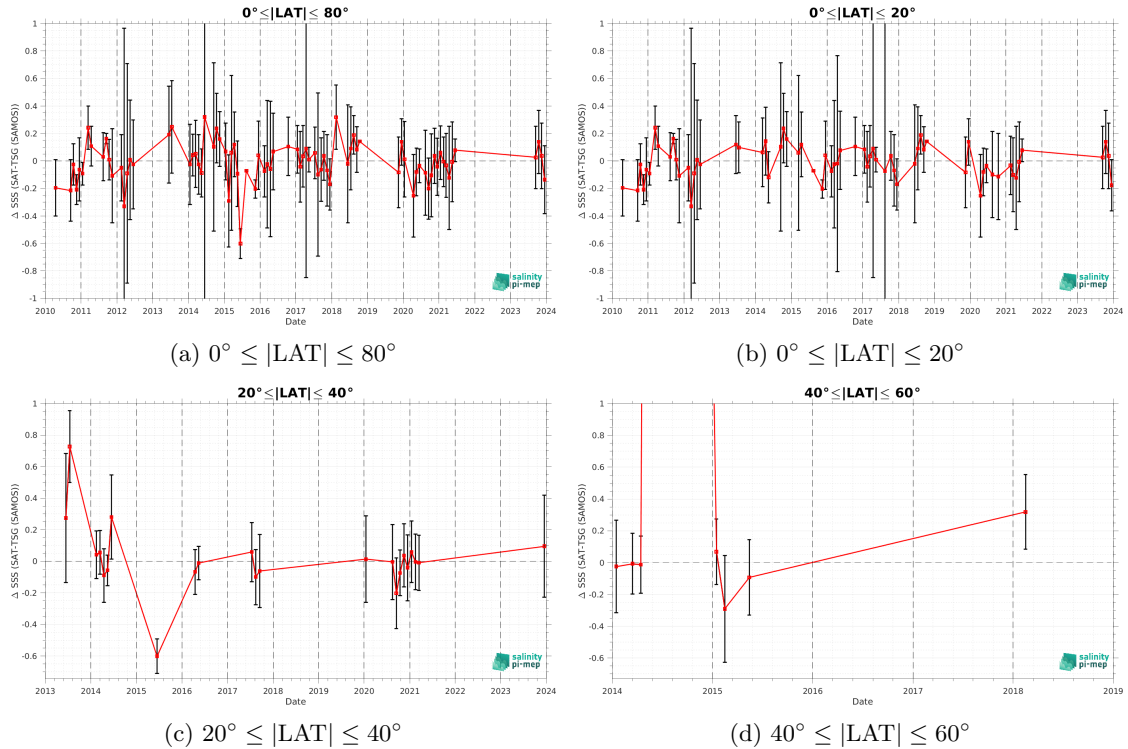 0°≤|LAT|≤ 80°
Δ SSS (SAT-TSG (SAMOS))
1
0.8
0.6
0.4
0.2
0
-0.2
-0.4
-0.6
-0.8
-1
2010 2011 2012 2013 2014 2015 2016 2017 2018 2019 2020 2021 2022 2023 2024
Date
salinity
pi-mep
(a) 0° ≤ |LAT| ≤ 80°
0°≤|LAT|≤ 20°
Δ SSS (SAT-TSG (SAMOS))
1
0.8
0.6
0.4
0.2
0
-0.2
-0.4
-0.6
-0.8
-1
2010 2011 2012 2013 2014 2015 2016 2017 2018 2019 2020 2021 2022 2023 2024
Date
salinity
pi-mep
(b) 0° ≤ |LAT| ≤ 20°
20°≤|LAT|≤ 40°
Δ SSS (SAT-TSG (SAMOS))
1
0.8
0.6
0.4
0.2
0
-0.2
-0.4
-0.6
2013 2014 2015 2016 2017 2018 2019 2020 2021 2022 2023 2024
Date
salinity
pi-mep
(c) 20° ≤ |LAT| ≤ 40°
40°≤|LAT|≤ 60°
Δ SSS (SAT-TSG (SAMOS))
1
0.8
0.6
0.4
0.2
0
-0.2
-0.4
-0.6
2014 2015 2016 2017 2018 2019
Date
salinity
pi-mep
(d) 40° ≤ |LAT| ≤ 60°